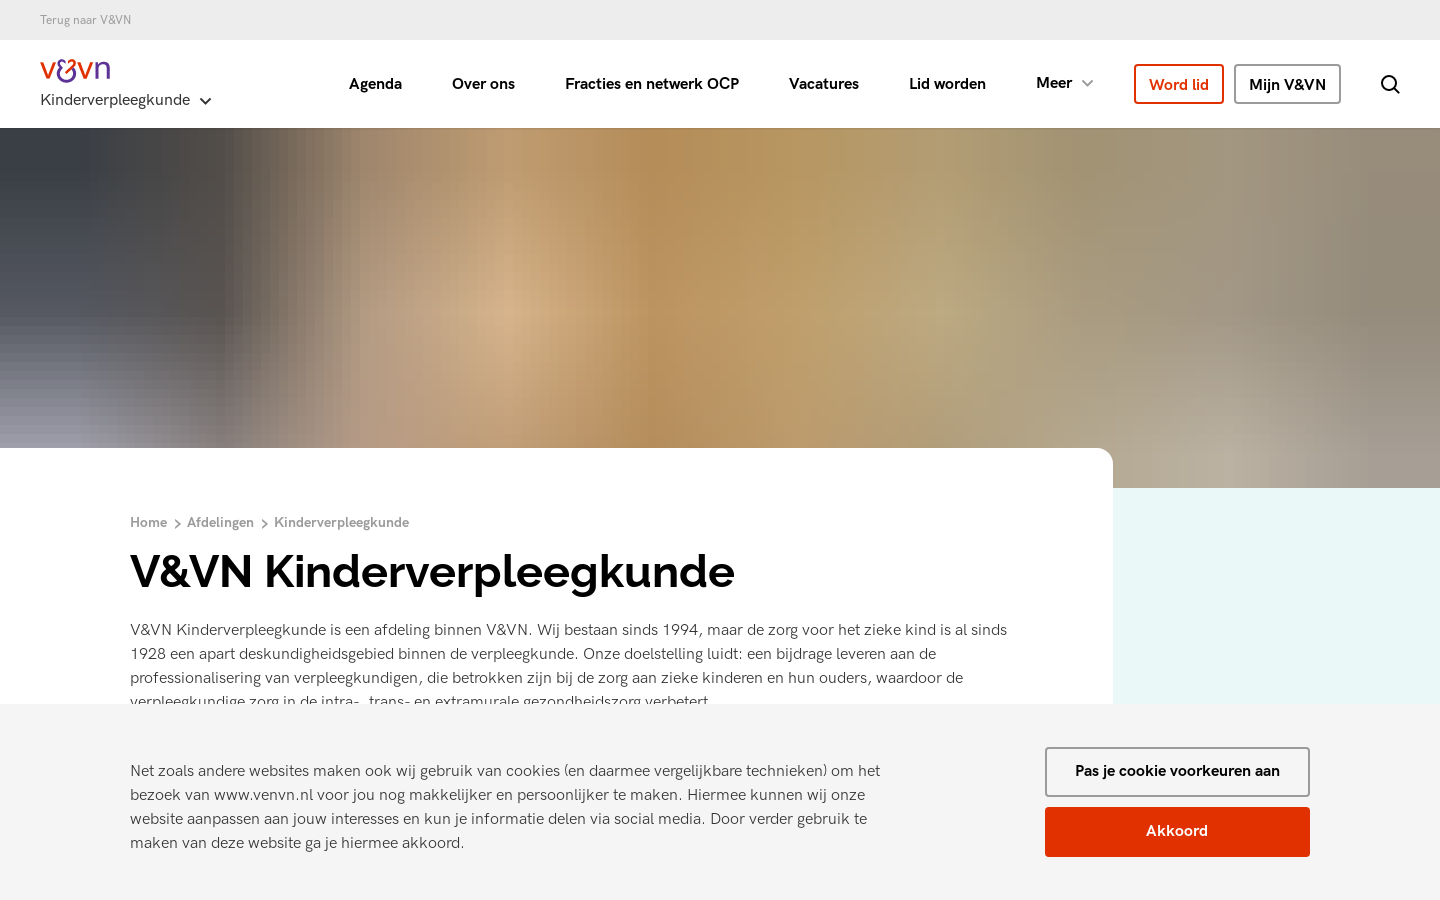 Terug naar V&VN
v&vn
Kinderverpleegkunde
Agenda
Over ons
Fracties en netwerk OCP
Vacatures
Lid worden
Meer
Word lid
Mijn V&VN
Home
Afdelingen
Kinderverpleegkunde
V&VN Kinderverpleegkunde
V&VN Kinderverpleegkunde is een afdeling binnen V&VN. Wij bestaan sinds 1994, maar de zorg voor het zieke kind is al sinds
1928 een apart deskundigheidsgebied binnen de verpleegkunde. Onze doelstelling luidt: een bijdrage leveren aan de
professionalisering van verpleegkundigen, die betrokken zijn bij de zorg aan zieke kinderen en hun ouders, waardoor de
verpleegkundige zorg in de intra-, trans- en extramurale gezondheidszorg verbetert.
Net zoals andere websites maken ook wij gebruik van cookies (en daarmee vergelijkbare technieken) om het
bezoek van www.venvn.nl voor jou nog makkelijker en persoonlijker te maken. Hiermee kunnen wij onze
website aanpassen aan jouw interesses en kun je informatie delen via social media. Door verder gebruik te
maken van deze website ga je hiermee akkoord.
Pas je cookie voorkeuren aan
Akkoord